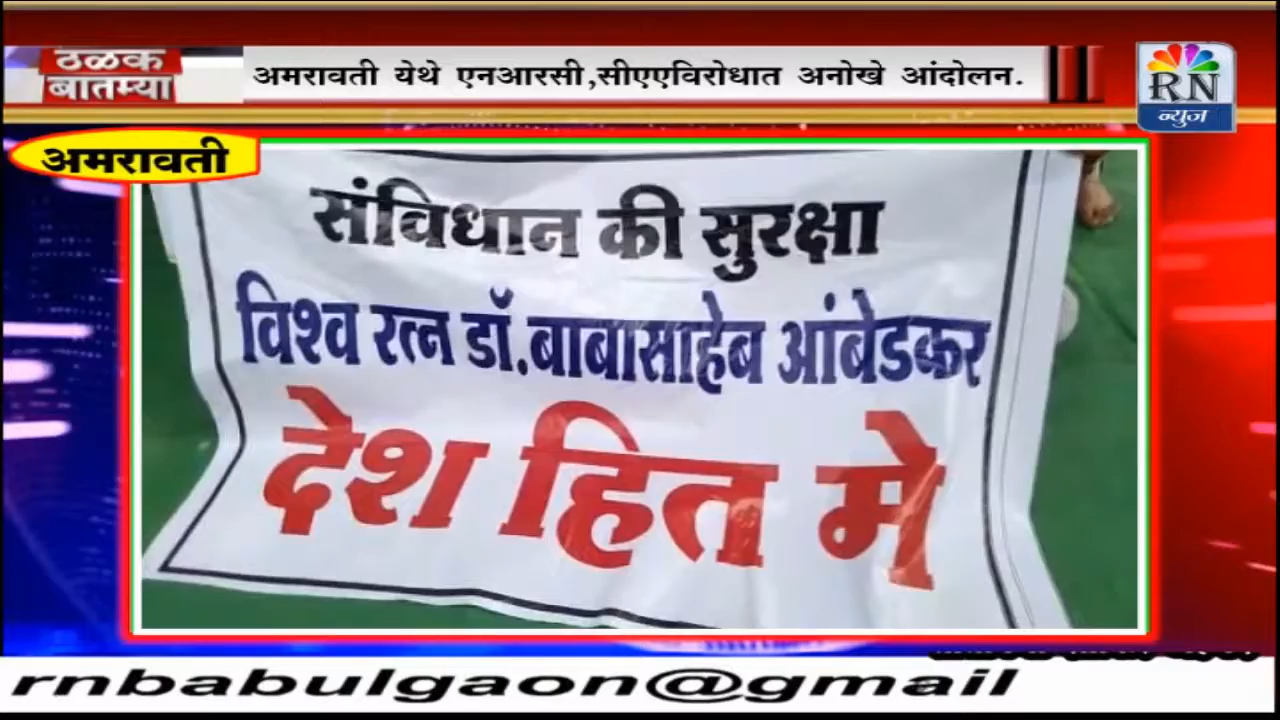 ठळक
बातम्या
अमरावती येथे एनआरसी,सीएएविरोधात अनोखे आंदोलन.
RN
न्युज
अमरावती
संविधान की सुरक्षा
विश्व रत्न डॉ.बाबासाहेब आंबेडकर
देश हित मे
rnbabulgaon@gmail